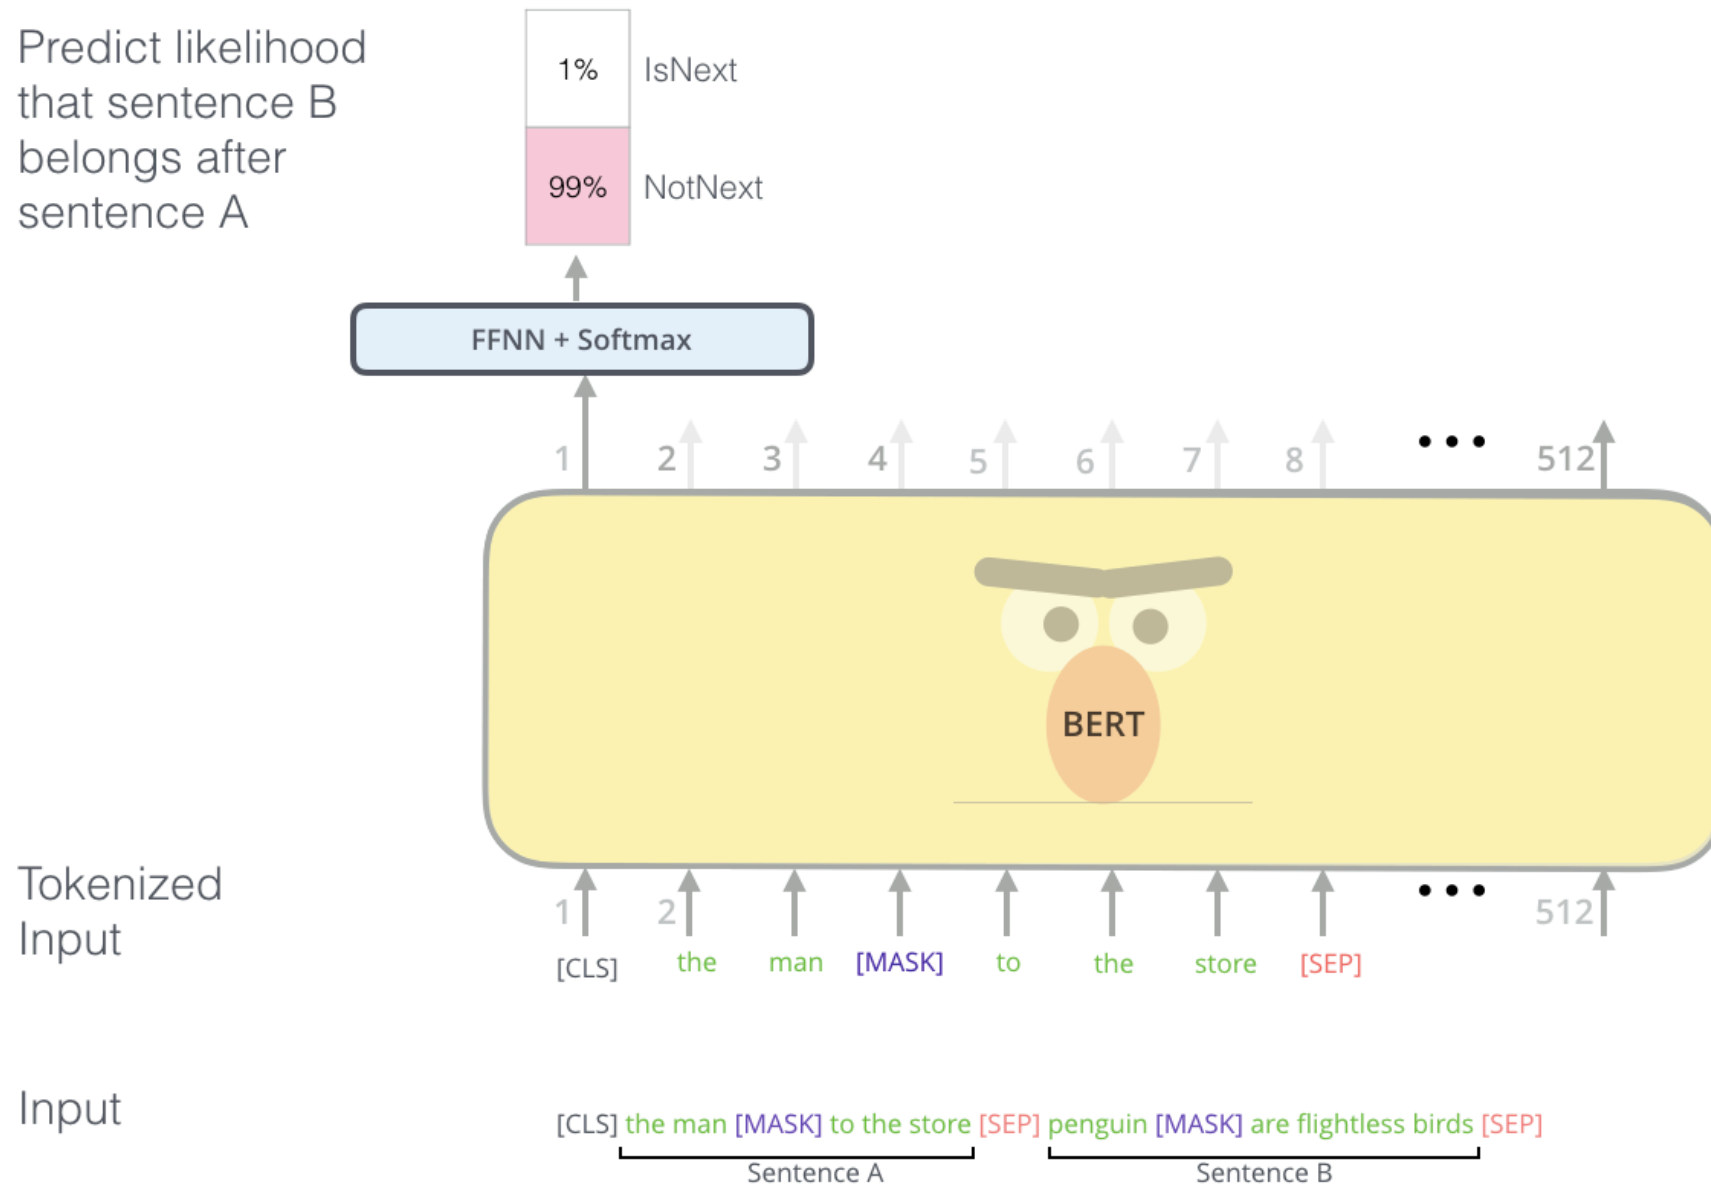 Predict likelihood
that sentence B
belongs after
sentence A
1% IsNext
99% NotNext
FFNN + Softmax
1 2 3 4 5 6 7 8 ••• 512
BERT
Tokenized
Input
1 2 ••• 512
[CLS] the man [MASK] to the store [SEP]
Input
[CLS] the man [MASK] to the store [SEP] penguin [MASK] are flightless birds [SEP]
Sentence A Sentence B